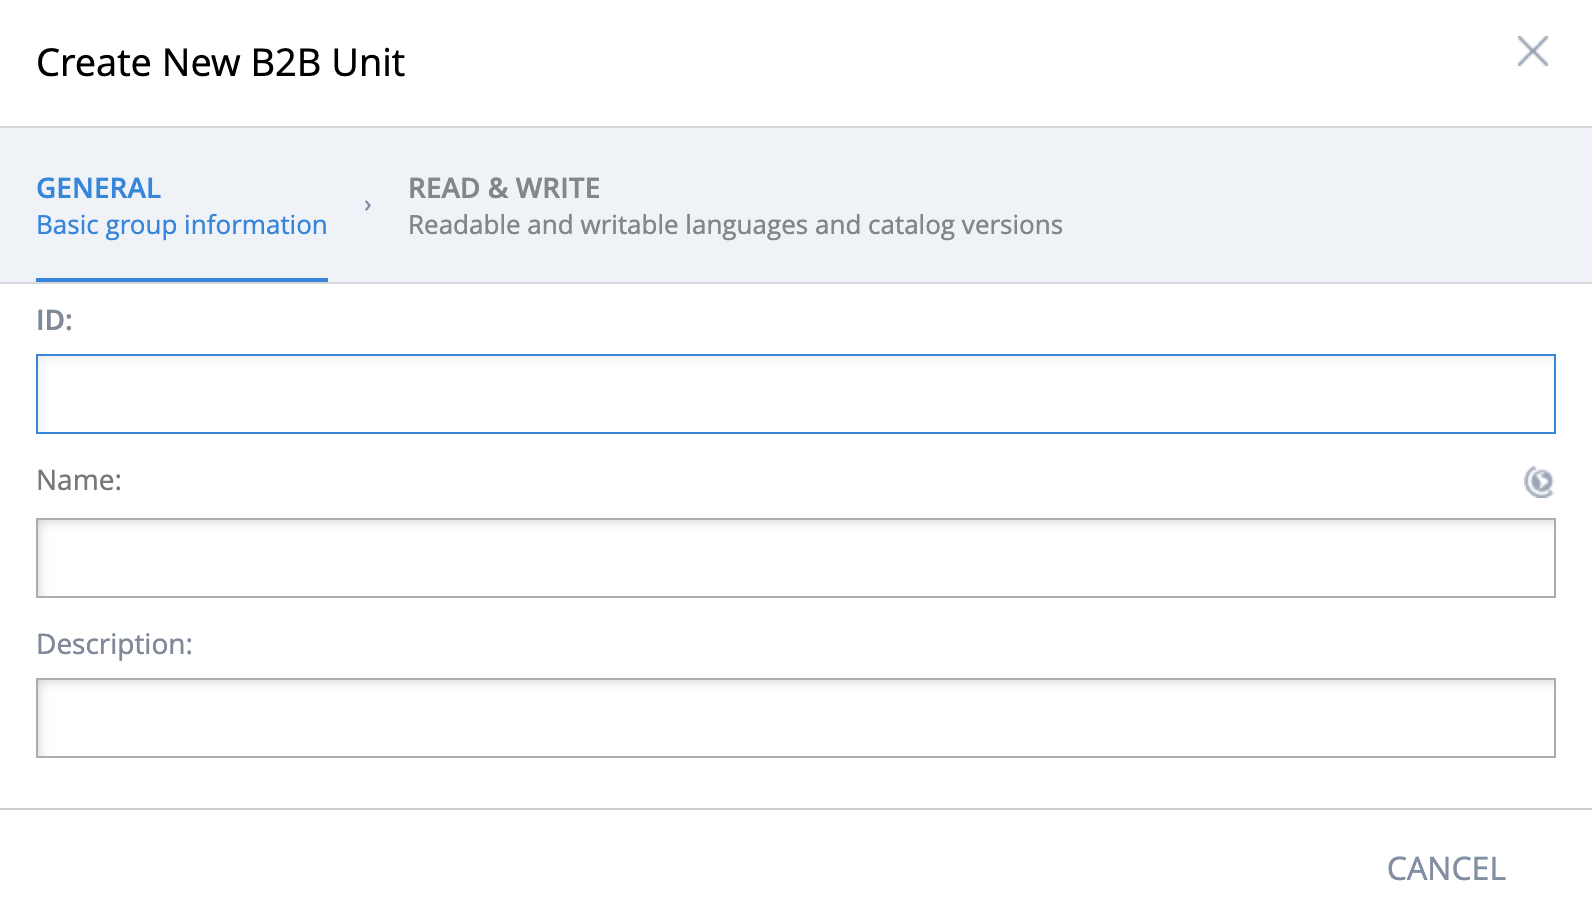 Create New B2B Unit
GENERAL
Basic group information
›
READ & WRITE
Readable and writable languages and catalog versions
ID:
Name:
Description:
CANCEL